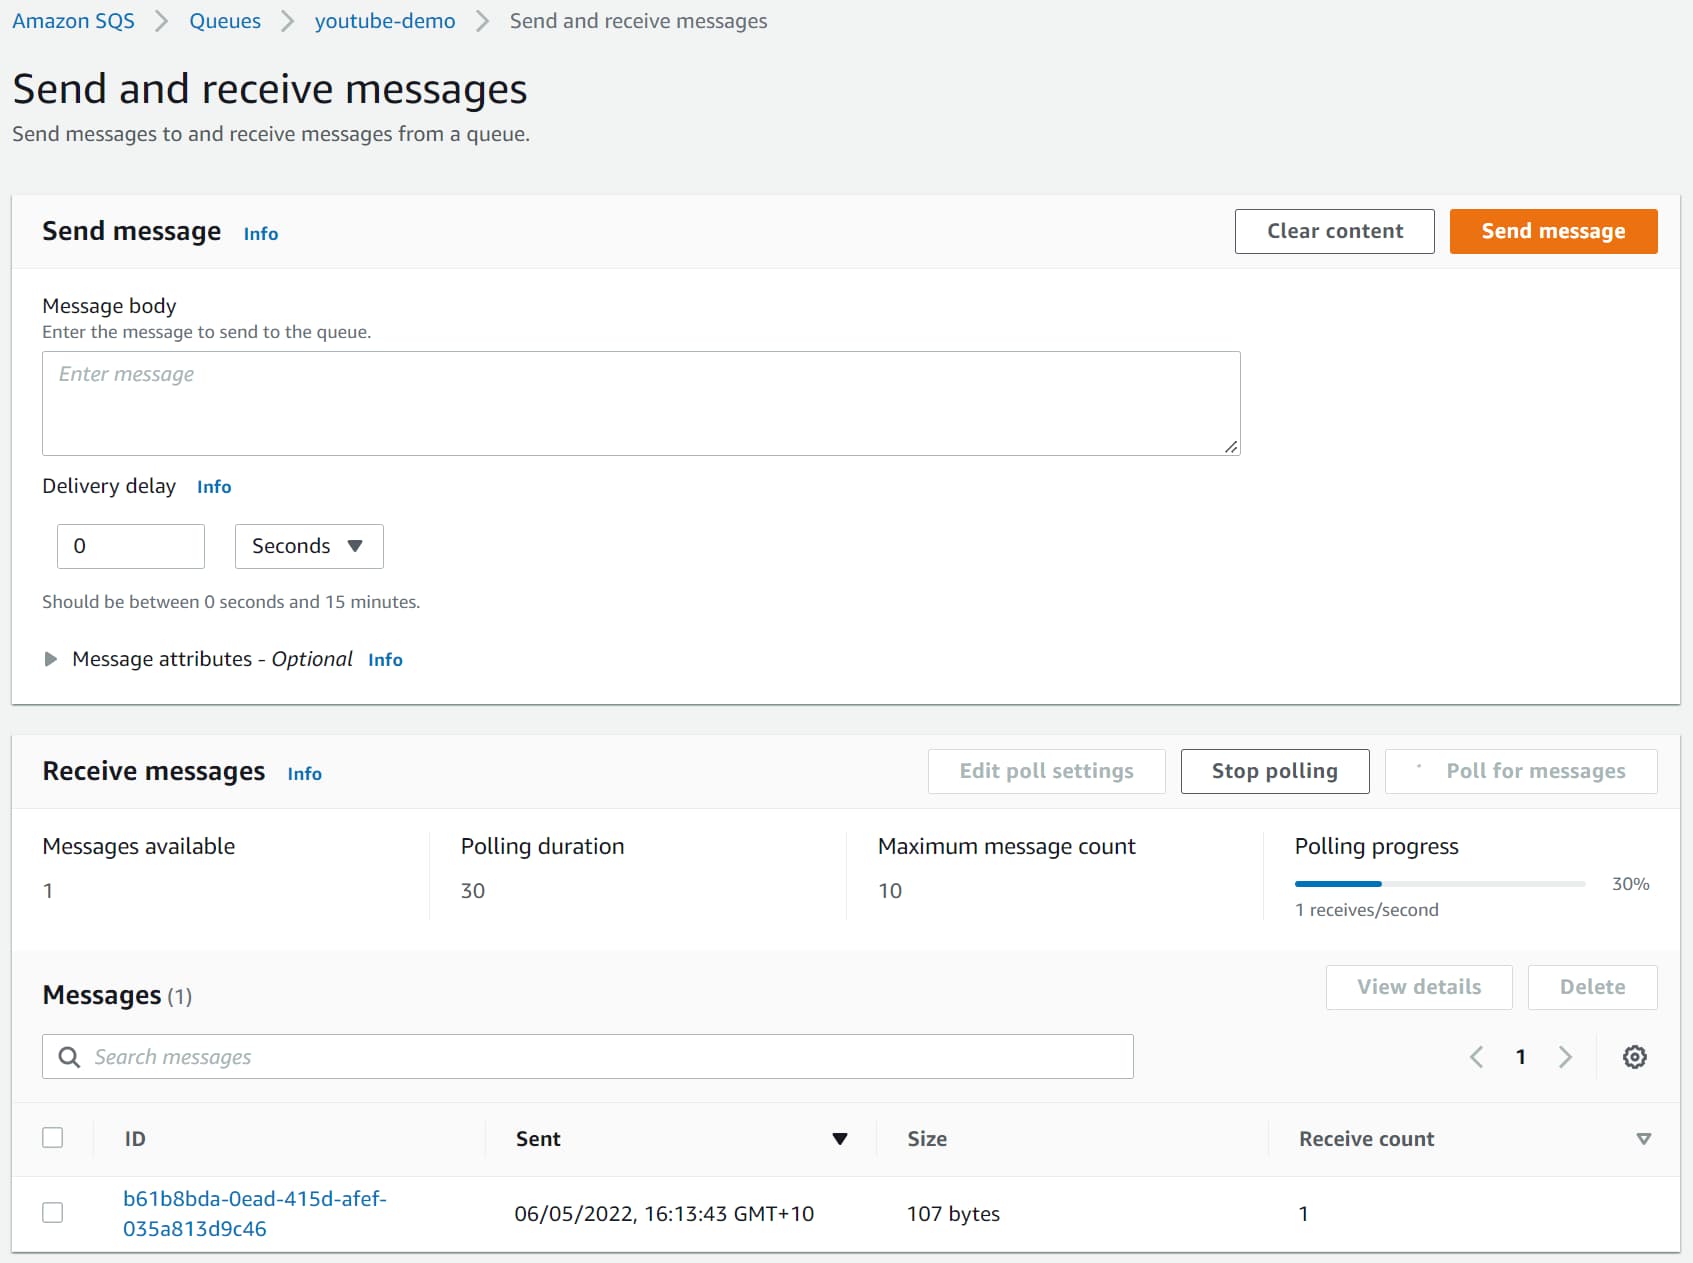 Amazon SQS > Queues > youtube-demo > Send and receive messages
Send and receive messages
Send messages to and receive messages from a queue.
Send message Info Clear content Send message
Message body
Enter the message to send to the queue.
Enter message
Delivery delay Info
0 Seconds
Should be between 0 seconds and 15 minutes.
Message attributes - Optional Info
Receive messages Info Edit poll settings Stop polling Poll for messages
Messages available Polling duration Maximum message count Polling progress
1 30 10 30%
1 receives/second
Messages (1) View details Delete
Search messages 1
ID Sent Size Receive count
b61b8bda-0ead-415d-afef-
035a813d9c46 06/05/2022, 16:13:43 GMT+10 107 bytes 1